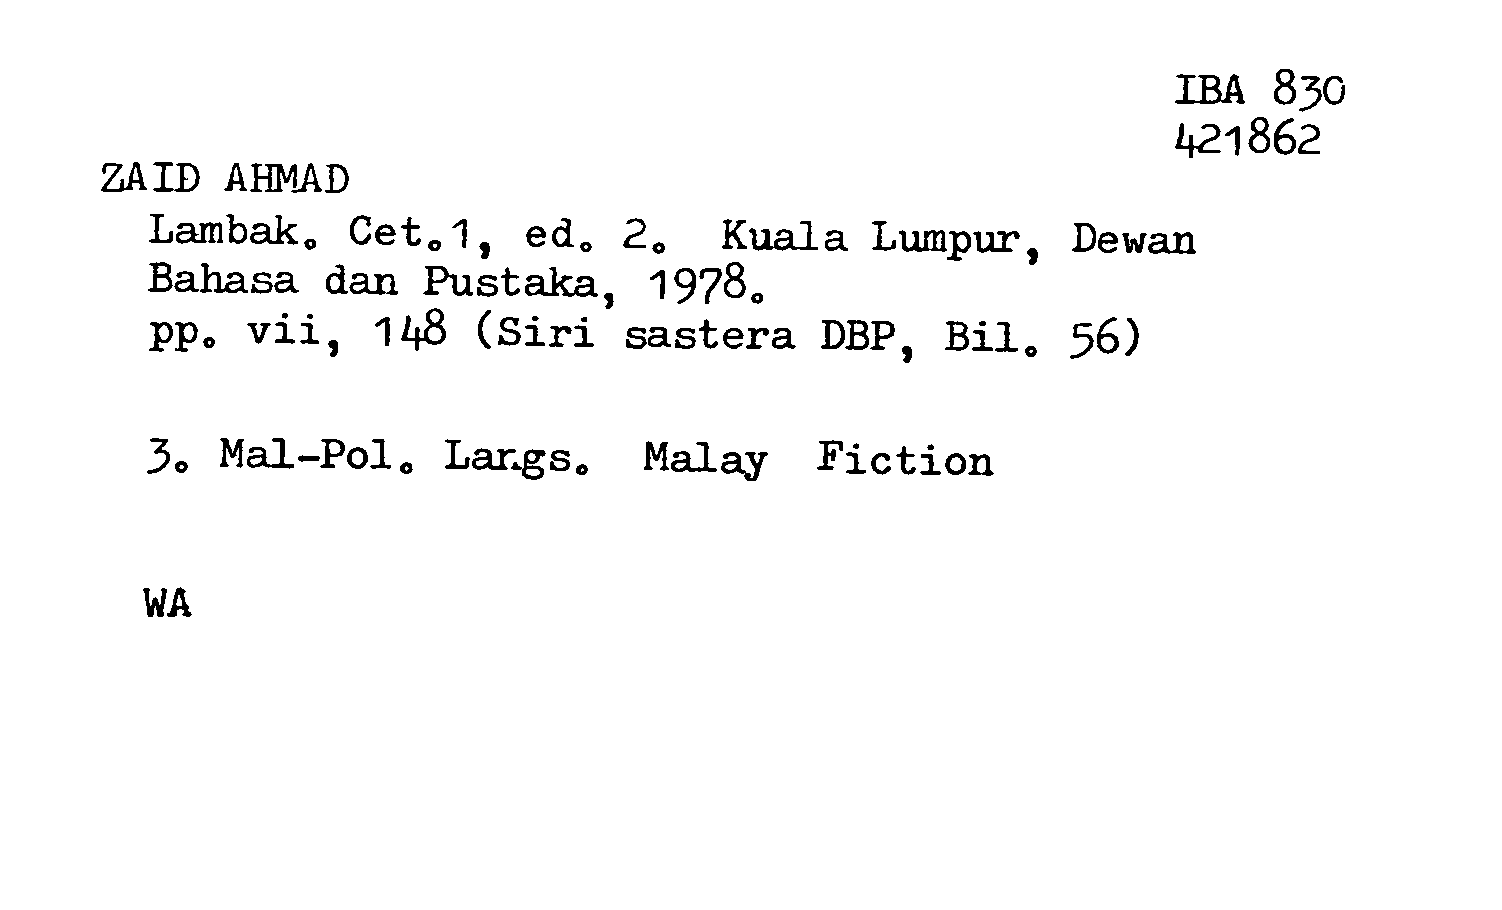 IBA 830
421862
ZAID AHMAD
Lambak. Cet.1, ed. 2. Kuala Lumpur, Dewan
Bahasa dan Pustaka, 1978.
pp. vii, 148 (Siri sastera DBP, Bil. 56)
3. Mal-Pol. Langs. Malay Fiction
WA